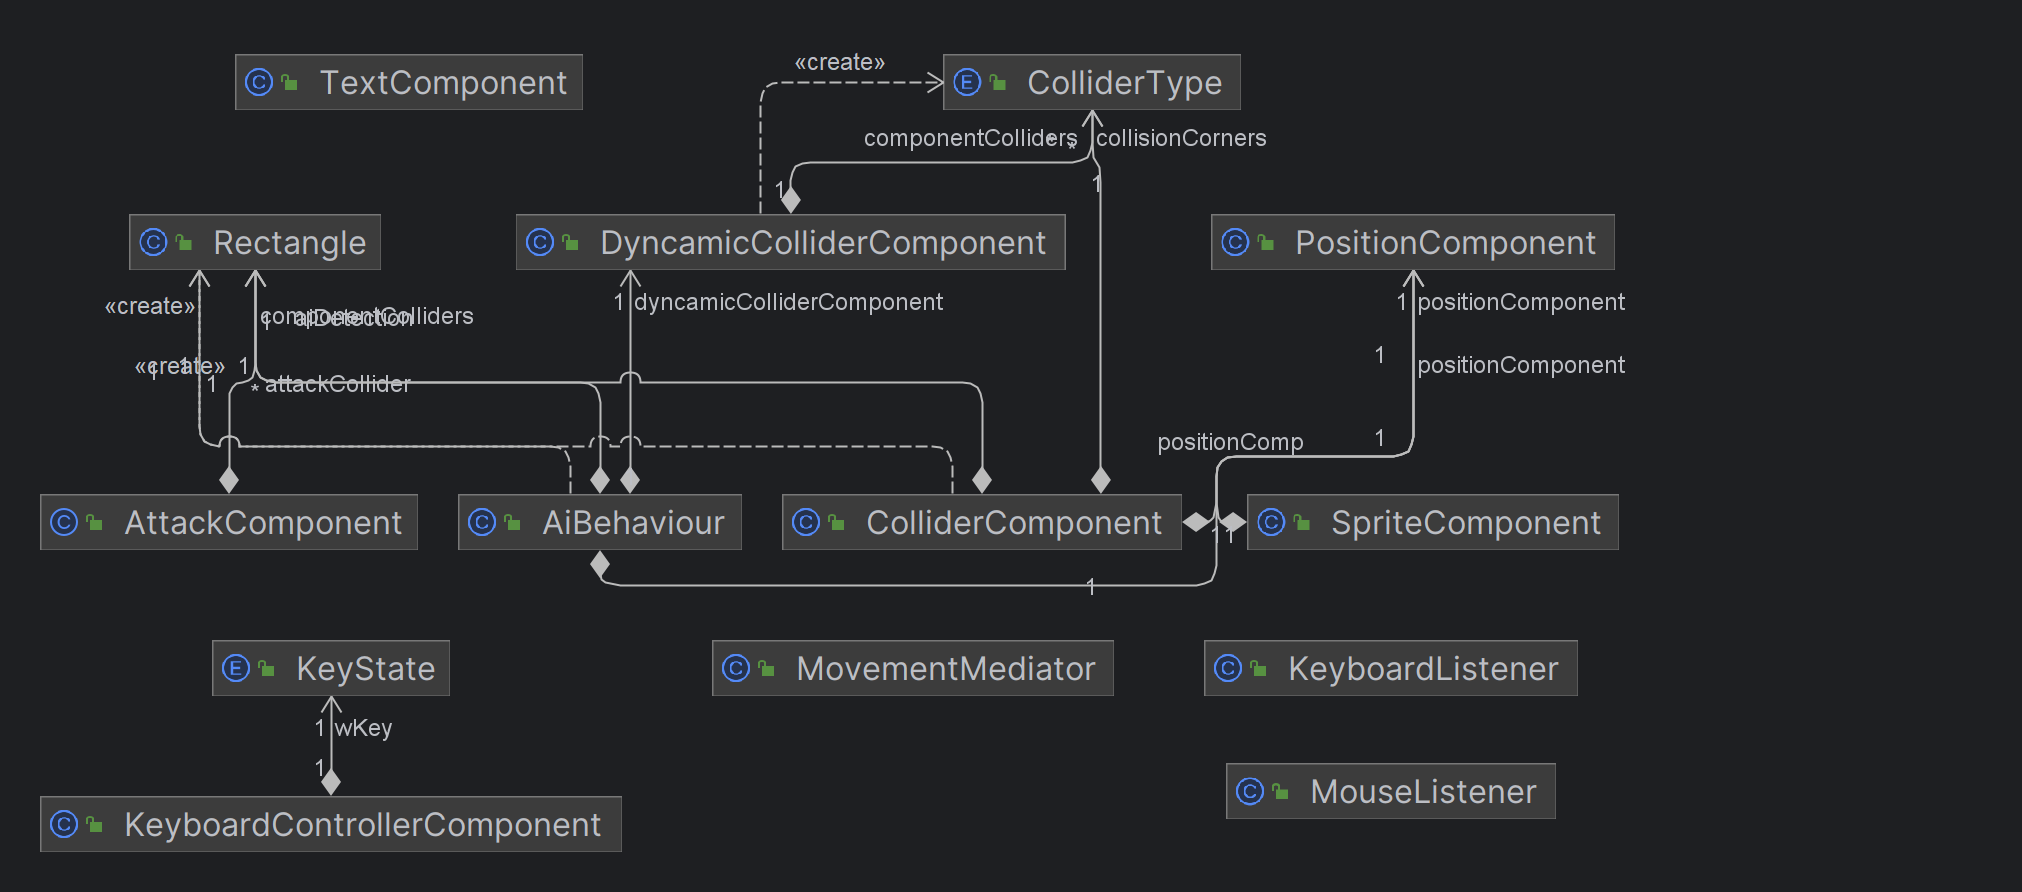 TextComponent
«create»
E ColliderType
componentColliders
*
collisionCorners
1
1
C Rectangle
C DyncamicColliderComponent
C PositionComponent
«create»
1 dyncamicColliderComponent
1 positionComponent
componentColliders
aiDetection
1
«create»
1
1
positionComponent
1
* attackCollider
positionComp
1
C AttackComponent
C AiBehaviour
C ColliderComponent
C SpriteComponent
1
1
1
E KeyState
C MovementMediator
C KeyboardListener
1 wKey
1
C MouseListener
C KeyboardControllerComponent